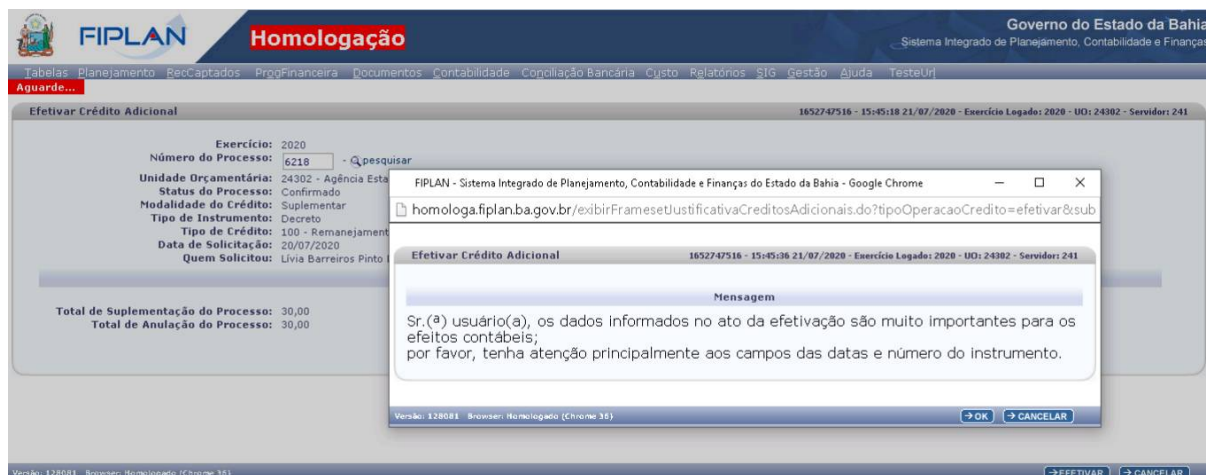 FIPLAN
Homologação
Governo do Estado da Bahia
Sistema Integrado de Planejamento, Contabilidade e Finanças
Tabelas Planejamento RecCaptados ProgFinanceira Documentos Contabilidade Conciliação Bancária Custo Relatórios SIG Gestão Ajuda TesteUrl
Aguarde...
Efetivar Crédito Adicional 1652747516 - 15:45:18 21/07/2020 - Exercício Logado: 2020 - UO: 24302 - Servidor: 241
Exercício: 2020
Número do Processo: 6218 - pesquisar
Unidade Orçamentária: 24302 - Agência Esta
Status do Processo: Confirmado
Modalidade do Crédito: Suplementar
Tipo de Instrumento: Decreto
Tipo de Crédito: 100 - Remanejament
Data de Solicitação: 20/07/2020
Quem Solicitou: Lívia Barreiros Pinto
Total de Suplementação do Processo: 30,00
Total de Anulação do Processo: 30,00
FIPLAN - Sistema Integrado de Planejamento, Contabilidade e Finanças do Estado da Bahia - Google Chrome
homologa.fiplan.ba.gov.br/exibirFramesetJustificativaCreditosAdicionais.do?tipoOperacaoCredito=efetivar&sub
Efetivar Crédito Adicional 1652747516 - 15:45:36 21/07/2020 - Exercício Logado: 2020 - UO: 24302 - Servidor: 241
Mensagem
Sr.(ª) usuário(a), os dados informados no ato da efetivação são muito importantes para os
efeitos contábeis;
por favor, tenha atenção principalmente aos campos das datas e número do instrumento.
Versão: 128081 Browser: Homologado (Chrome 36) OK CANCELAR
Versão: 128081 Browser: Homologado (Chrome 36) EFETIVAR CANCELAR